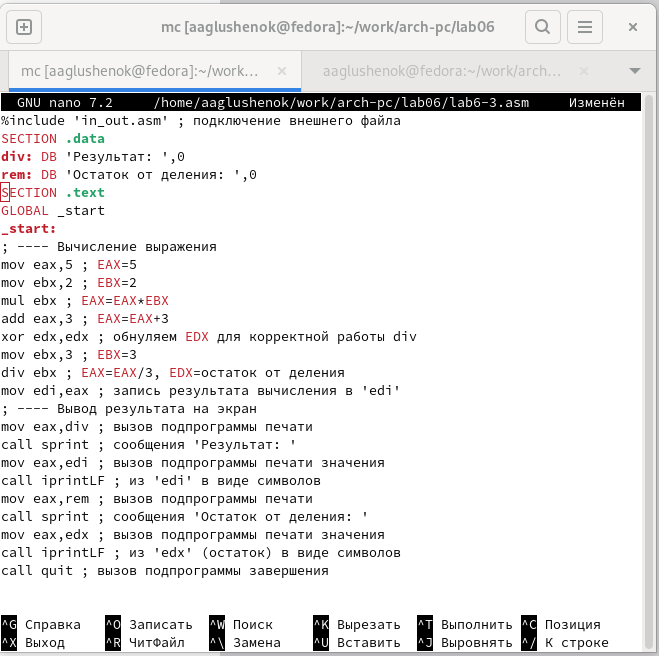 mc [aaglushenok@fedora]:~/work/arch-pc/lab06
mc [aaglushenok@fedora]:~/work... × aaglushenok@fedora:~/work/arch... ×
GNU nano 7.2 /home/aaglushenok/work/arch-pc/lab06/lab6-3.asm Изменён
%include 'in_out.asm' ; подключение внешнего файла
SECTION .data
div: DB 'Результат: ',0
rem: DB 'Остаток от деления: ',0
SECTION .text
GLOBAL _start
_start:
; ---- Вычисление выражения
mov eax,5 ; EAX=5
mov ebx,2 ; EBX=2
mul ebx ; EAX=EAX*EBX
add eax,3 ; EAX=EAX+3
xor edx,edx ; обнуляем EDX для корректной работы div
mov ebx,3 ; EBX=3
div ebx ; EAX=EAX/3, EDX=остаток от деления
mov edi,eax ; запись результата вычисления в 'edi'
; ---- Вывод результата на экран
mov eax,div ; вызов подпрограммы печати
call sprint ; сообщения 'Результат: '
mov eax,edi ; вызов подпрограммы печати значения
call iprintLF ; из 'edi' в виде символов
mov eax,rem ; вызов подпрограммы печати
call sprint ; сообщения 'Остаток от деления: '
mov eax,edx ; вызов подпрограммы печати значения
call iprintLF ; из 'edx' (остаток) в виде символов
call quit ; вызов подпрограммы завершения
^G Справка ^O Записать ^W Поиск ^K Вырезать ^T Выполнить ^C Позиция
^X Выход ^R ЧитФайл ^\ Замена ^U Вставить ^J Выровнять ^/ К строке